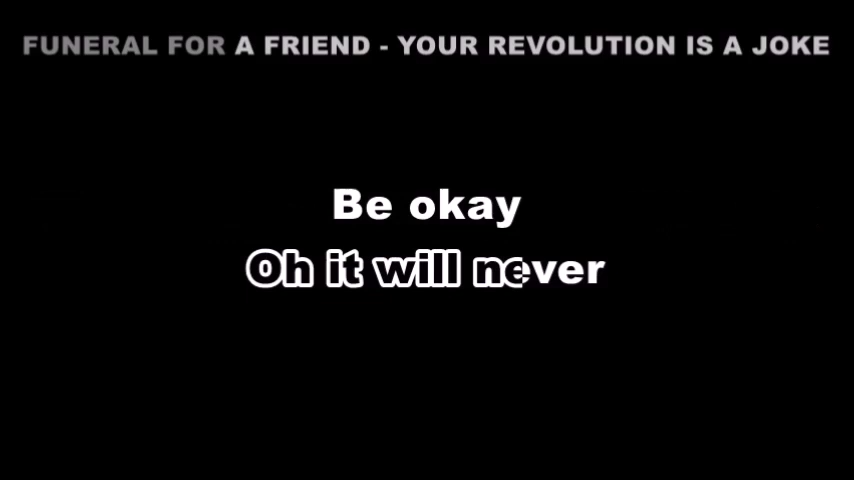 FUNERAL FOR A FRIEND - YOUR REVOLUTION IS A JOKE
Be okay
Oh it will never